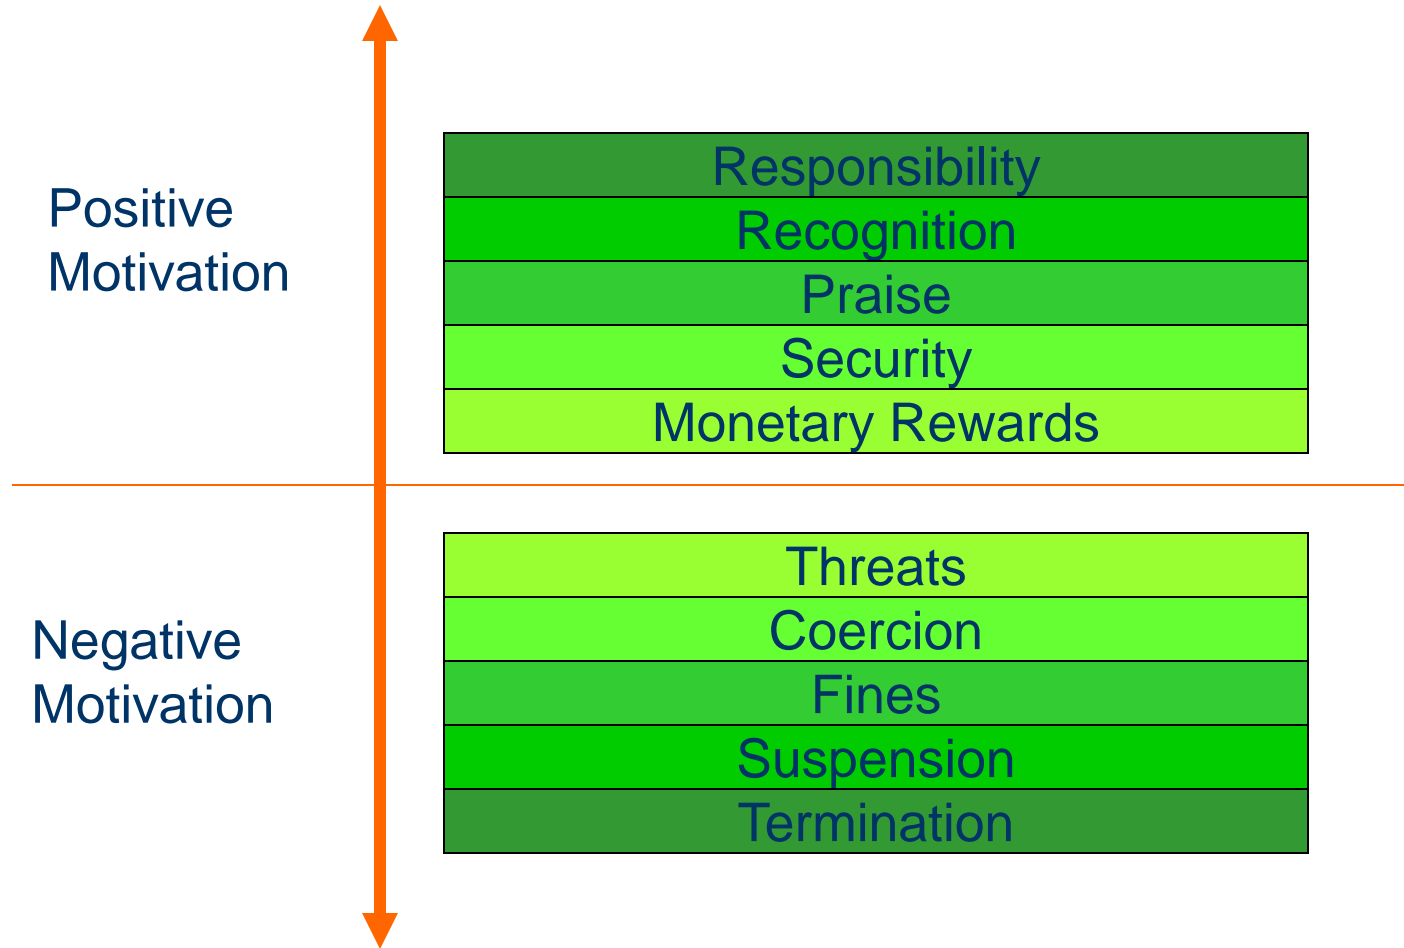 Positive
Motivation
Responsibility
Recognition
Praise
Security
Monetary Rewards
Negative
Motivation
Threats
Coercion
Fines
Suspension
Termination